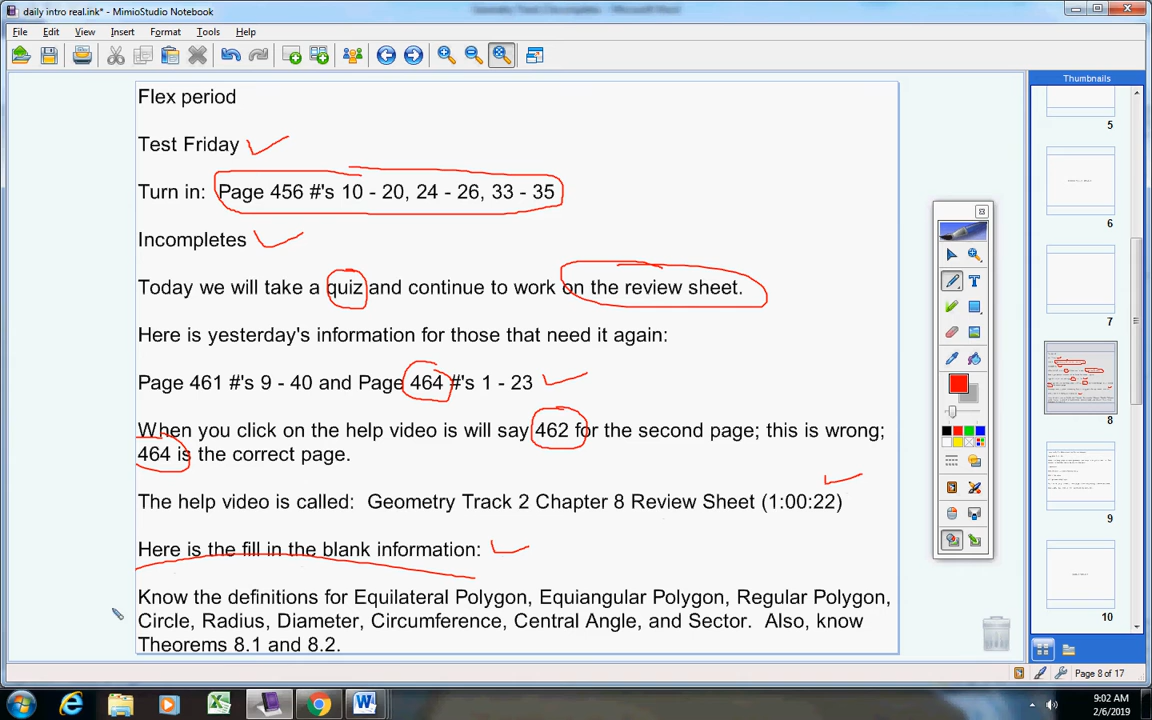 daily intro real.ink* - MimioStudio Notebook
File Edit View Insert Format Tools Help
Flex period
Test Friday
Turn in: Page 456 #'s 10 - 20, 24 - 26, 33 - 35
Incompletes
Today we will take a quiz and continue to work on the review sheet.
Here is yesterday's information for those that need it again:
Page 461 #'s 9 - 40 and Page 464 #'s 1 - 23
When you click on the help video is will say 462 for the second page; this is wrong;
464 is the correct page.
The help video is called: Geometry Track 2 Chapter 8 Review Sheet (1:00:22)
Here is the fill in the blank information:
Know the definitions for Equilateral Polygon, Equiangular Polygon, Regular Polygon,
Circle, Radius, Diameter, Circumference, Central Angle, and Sector. Also, know
Theorems 8.1 and 8.2.
Thumbnails
5
6
7
8
9
10
Page 8 of 17
9:02 AM
2/6/2019